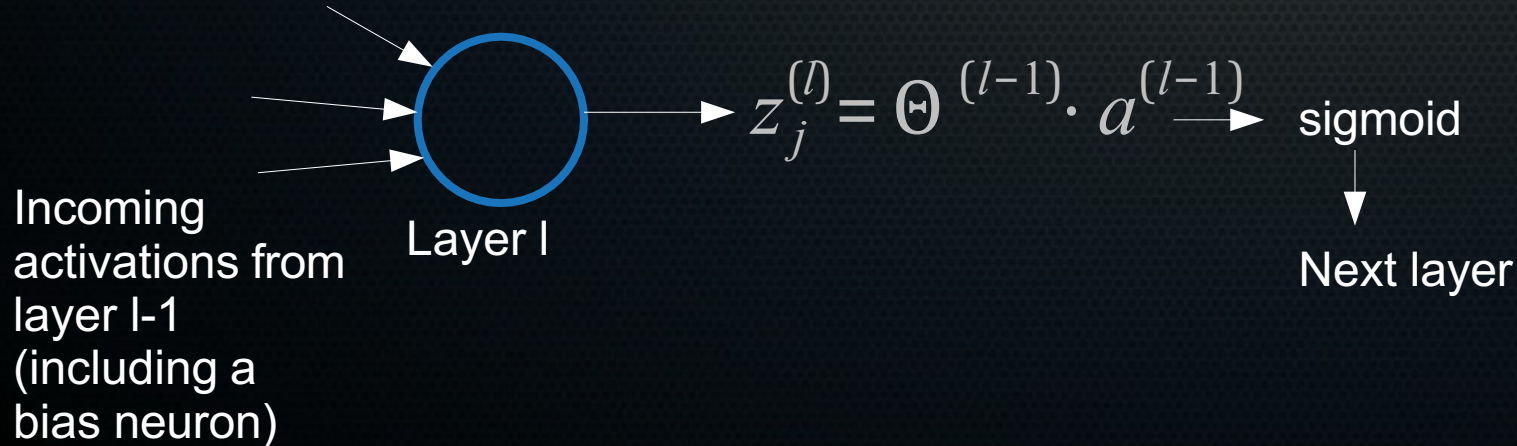 z_j^(l) = Θ^(l−1) · a^(l−1)
sigmoid
Incoming
activations from
layer l-1
(including a
bias neuron)
Layer l
Next layer